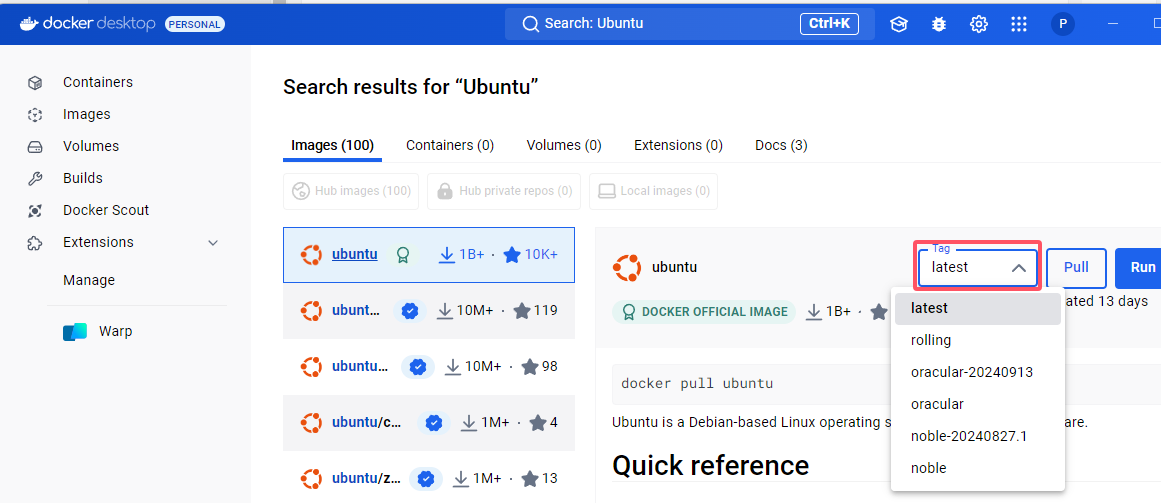 docker desktop PERSONAL
Search: Ubuntu Ctrl+K
P
Containers
Images
Volumes
Builds
Docker Scout
Extensions
Manage
Warp
Search results for “Ubuntu”
Images (100) Containers (0) Volumes (0) Extensions (0) Docs (3)
Hub images (100) Hub private repos (0) Local images (0)
ubuntu 1B+ · 10K+
ubunt... 10M+ · 119
ubuntu... 10M+ · 98
ubuntu/c... 1M+ · 4
ubuntu/z... 1M+ · 13
ubuntu
Tag
latest
Pull
Run
DOCKER OFFICIAL IMAGE 1B+ ·
ated 13 days
latest
rolling
oracular-20240913
oracular
noble-20240827.1
noble
docker pull ubuntu
Ubuntu is a Debian-based Linux operating s are.
Quick reference